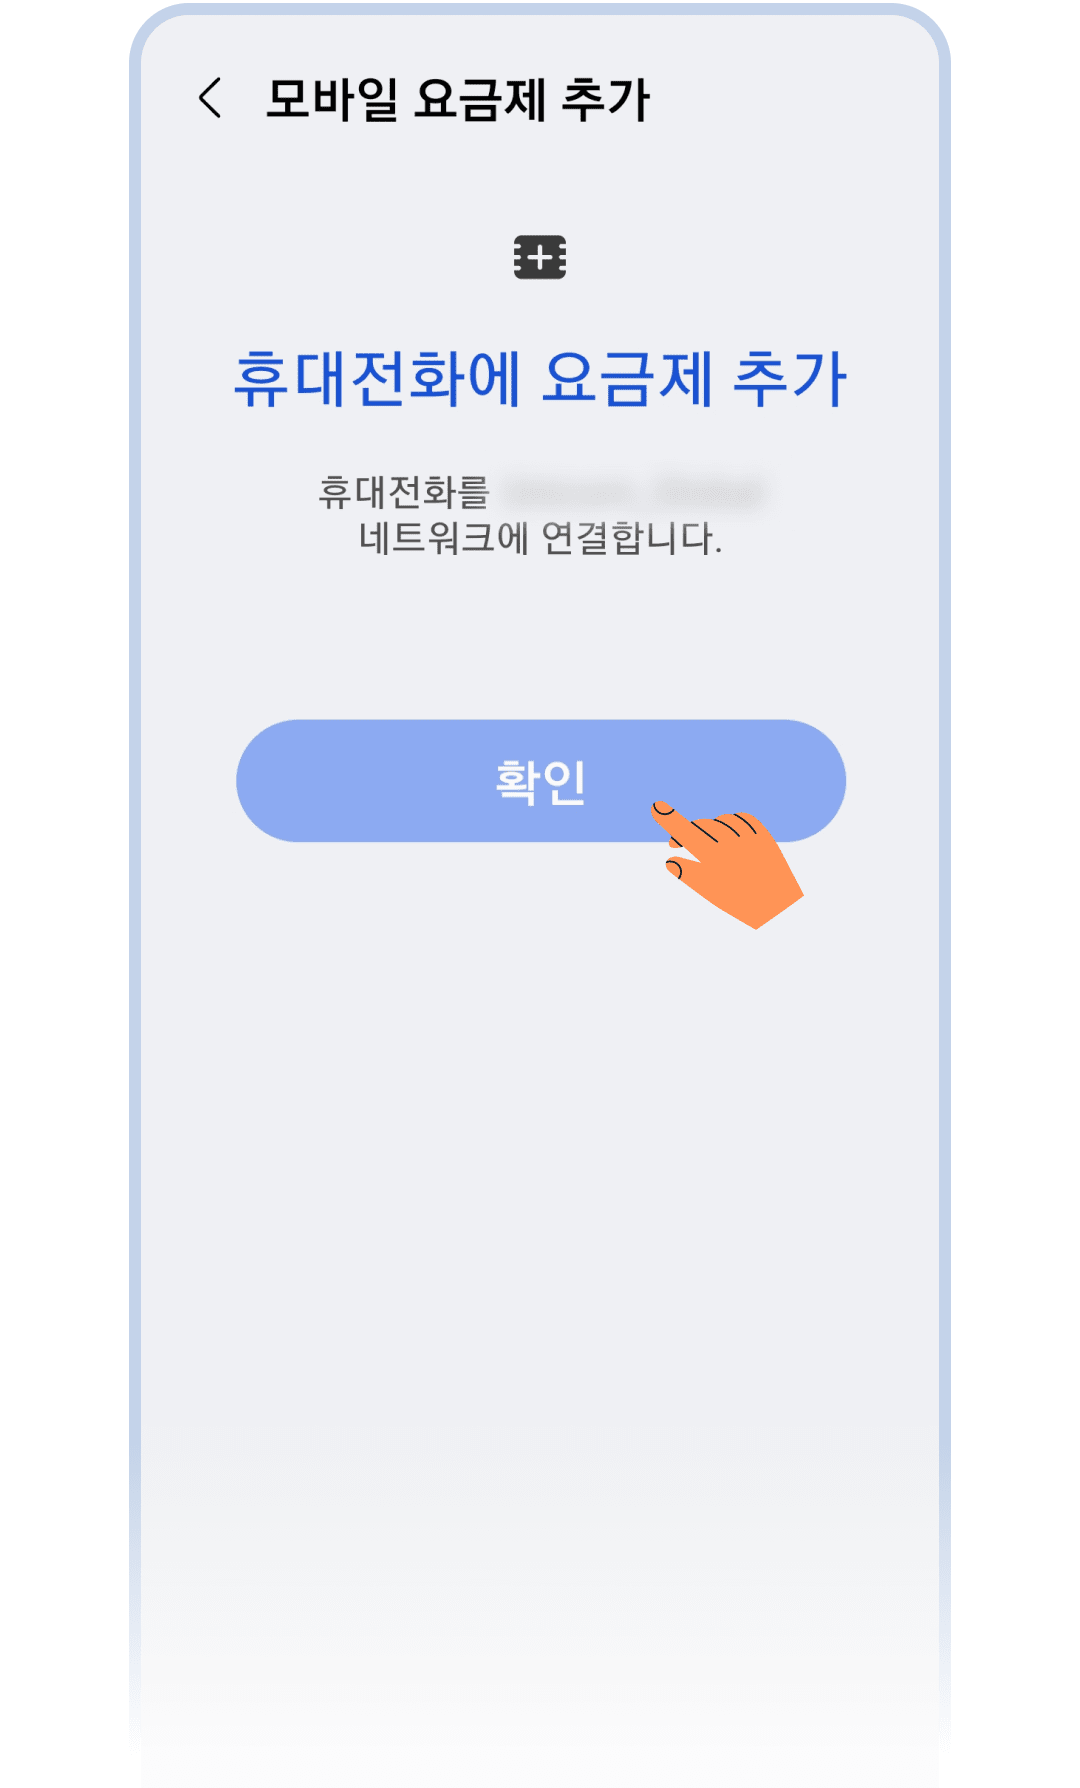 모바일 요금제 추가
휴대전화에 요금제 추가
휴대전화를
네트워크에 연결합니다.
확인